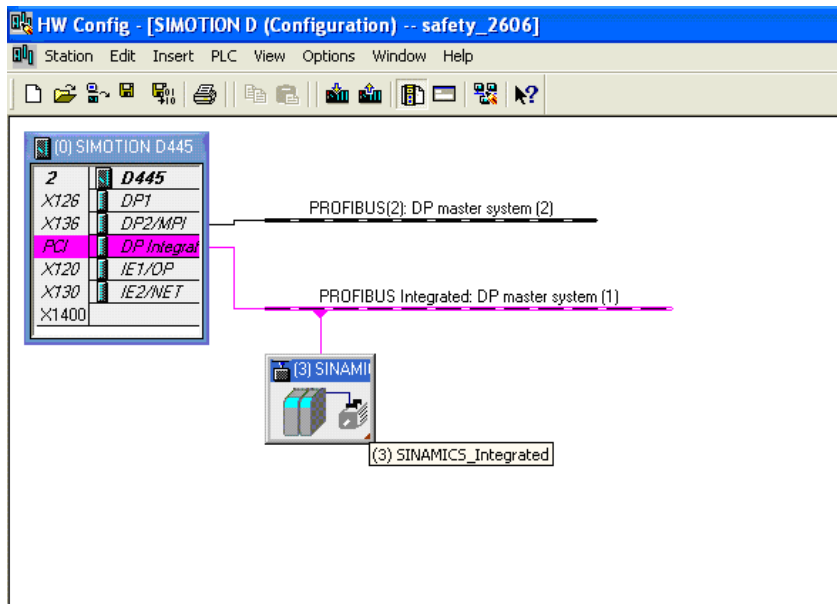 HW Config - [SIMOTION D (Configuration) -- safety_2606]
Station Edit Insert PLC View Options Window Help
(0) SIMOTION D445
2 D445
X126 DP1
X136 DP2/MPI
PCI DP Integrat
X120 IE1/OP
X130 IE2/NET
X1400
PROFIBUS(2): DP master system (2)
PROFIBUS Integrated: DP master system (1)
(3) SINAMI
(3) SINAMICS_Integrated